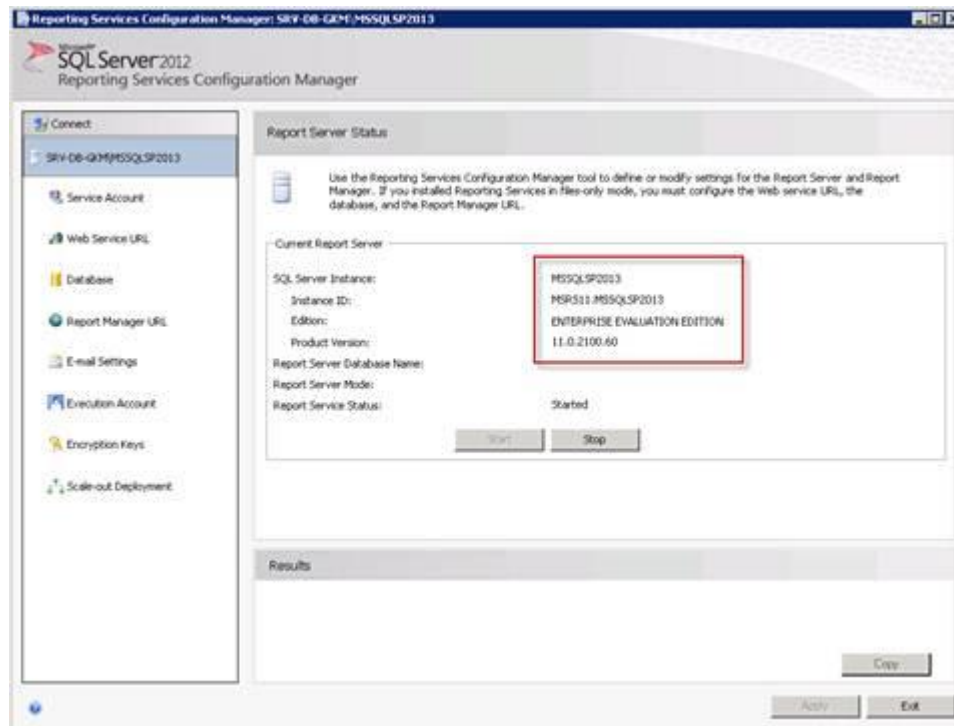 Reporting Services Configuration Manager: SRV-DB-GKM\MSSQLSP2013
Microsoft
SQL Server 2012
Reporting Services Configuration Manager
Connect
SRV-DB-GKM\MSSQLSP2013
Service Account
Web Service URL
Database
Report Manager URL
E-mail Settings
Execution Account
Encryption Keys
Scale-out Deployment
Report Server Status
Use the Reporting Services Configuration Manager tool to define or modify settings for the Report Server and Report
Manager. If you installed Reporting Services in files-only mode, you must configure the Web service URL, the
database, and the Report Manager URL.
Current Report Server
SQL Server Instance: MSSQLSP2013
Instance ID: MSRS11.MSSQLSP2013
Edition: ENTERPRISE EVALUATION EDITION
Product Version: 11.0.2100.60
Report Server Database Name:
Report Server Mode:
Report Service Status: Started
Start Stop
Results
Copy
Apply Exit